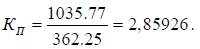 K_П = 1035.77 / 362.25 = 2,85926.